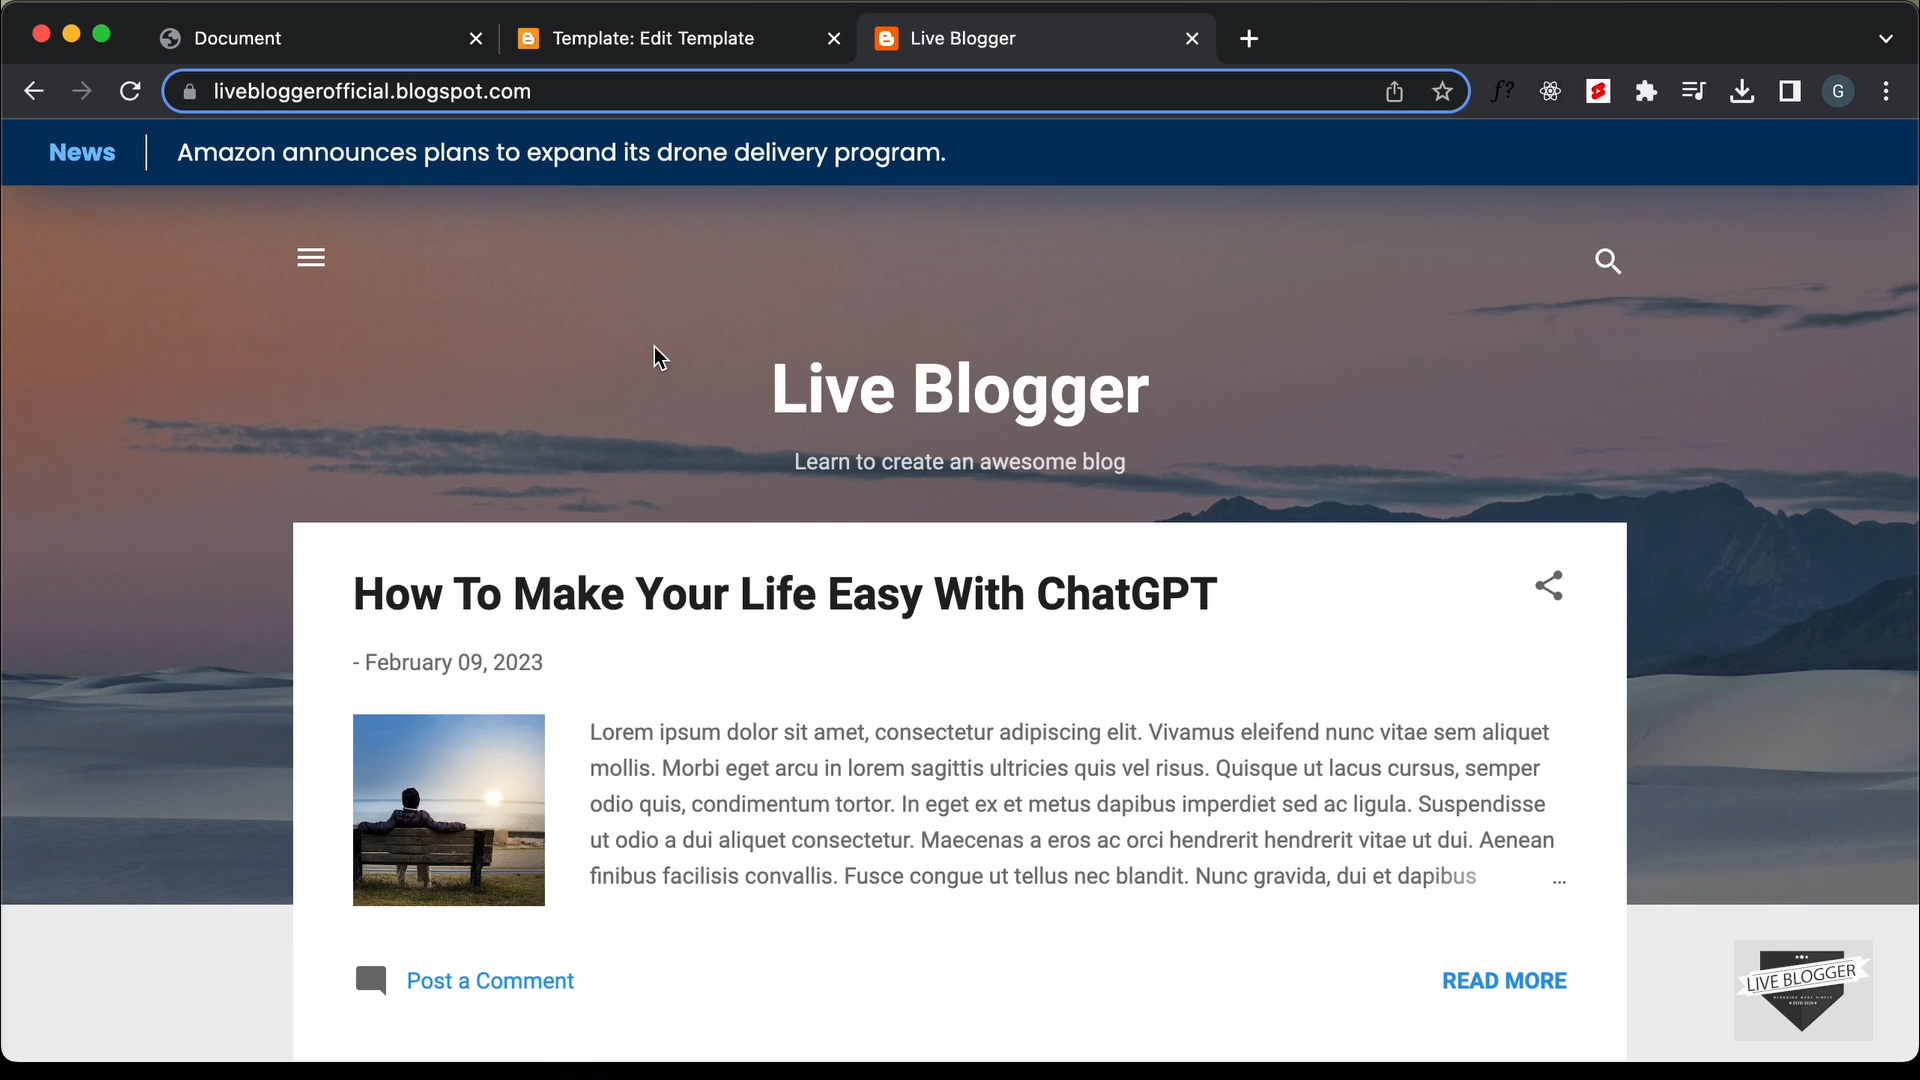 Document
Template: Edit Template
Live Blogger
livebloggerofficial.blogspot.com
f?
G
News
Amazon announces plans to expand its drone delivery program.
Live Blogger
Learn to create an awesome blog
How To Make Your Life Easy With ChatGPT
- February 09, 2023
Lorem ipsum dolor sit amet, consectetur adipiscing elit. Vivamus eleifend nunc vitae sem aliquet
mollis. Morbi eget arcu in lorem sagittis ultricies quis vel risus. Quisque ut lacus cursus, semper
odio quis, condimentum tortor. In eget ex et metus dapibus imperdiet sed ac ligula. Suspendisse
ut odio a dui aliquet consectetur. Maecenas a eros ac orci hendrerit hendrerit vitae ut dui. Aenean
finibus facilisis convallis. Fusce congue ut tellus nec blandit. Nunc gravida, dui et dapibus ...
Post a Comment
READ MORE
LIVE BLOGGER